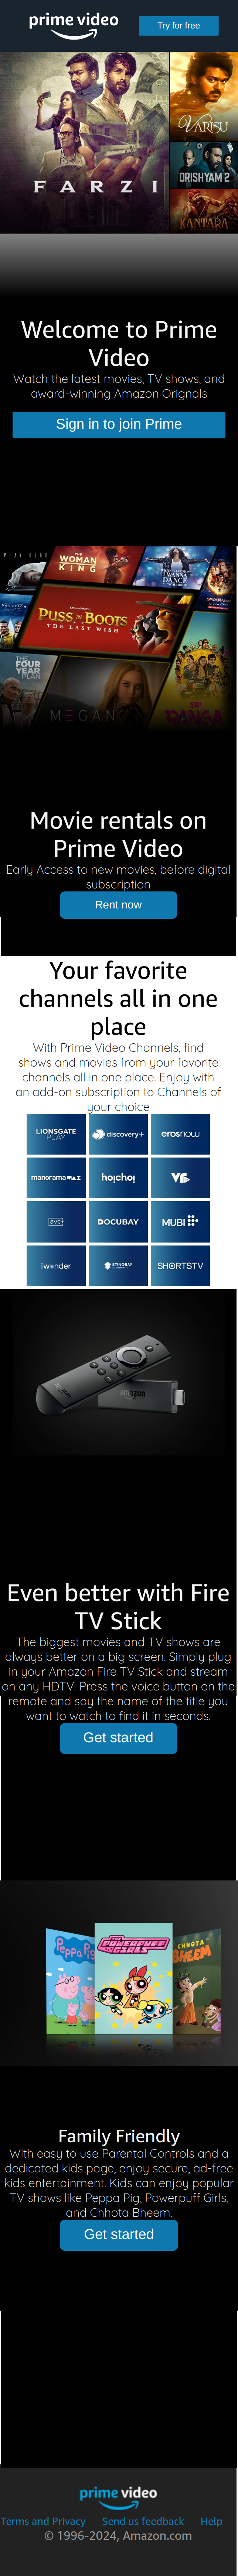 prime video
Try for free
FARZI
VARISU
DRISHYAM 2
KANTARA
Welcome to Prime
Video
Watch the latest movies, TV shows, and
award-winning Amazon Orignals
Sign in to join Prime
PLAY DEAD
THE
WOMAN
KING
I WANNA
DANCE
PUSS IN BOOTS
THE LAST WISH
THE
FOUR
YEAR
PLAN
MEGAN
SRI
RANGA
Movie rentals on
Prime Video
Early Access to new movies, before digital
subscription
Rent now
Your favorite
channels all in one
place
With Prime Video Channels, find
shows and movies from your favorite
channels all in one place. Enjoy with
an add-on subscription to Channels of
your choice
LIONSGATE
PLAY
discovery+
erosnow
manoramaMAX
hoichoi
VR
AMC+
DOCUBAY
MUBI
iwonder
STINGRAY
SHORTSTV
amazon
Even better with Fire
TV Stick
The biggest movies and TV shows are
always better on a big screen. Simply plug
in your Amazon Fire TV Stick and stream
on any HDTV. Press the voice button on the
remote and say the name of the title you
want to watch to find it in seconds.
Get started
Peppa Pig
THE POWERPUFF
GIRLS
CHHOTA
BHEEM
Family Friendly
With easy to use Parental Controls and a
dedicated kids page, enjoy secure, ad-free
kids entertainment. Kids can enjoy popular
TV shows like Peppa Pig, Powerpuff Girls,
and Chhota Bheem.
Get started
prime video
Terms and Privacy Send us feedback Help
© 1996-2024, Amazon.com